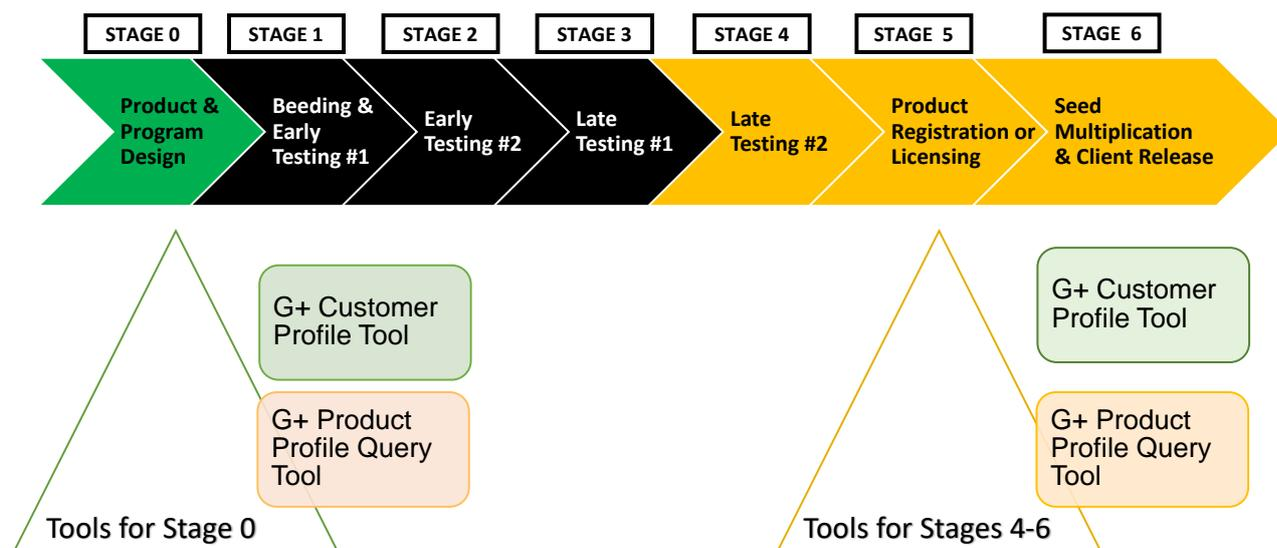 STAGE 0
STAGE 1
STAGE 2
STAGE 3
STAGE 4
STAGE 5
STAGE 6
Product &
Program
Design
Beeding &
Early
Testing #1
Early
Testing #2
Late
Testing #1
Late
Testing #2
Product
Registration or
Licensing
Seed
Multiplication
& Client Release
G+ Customer
Profile Tool
G+ Product
Profile Query
Tool
Tools for Stage 0
G+ Customer
Profile Tool
G+ Product
Profile Query
Tool
Tools for Stages 4-6